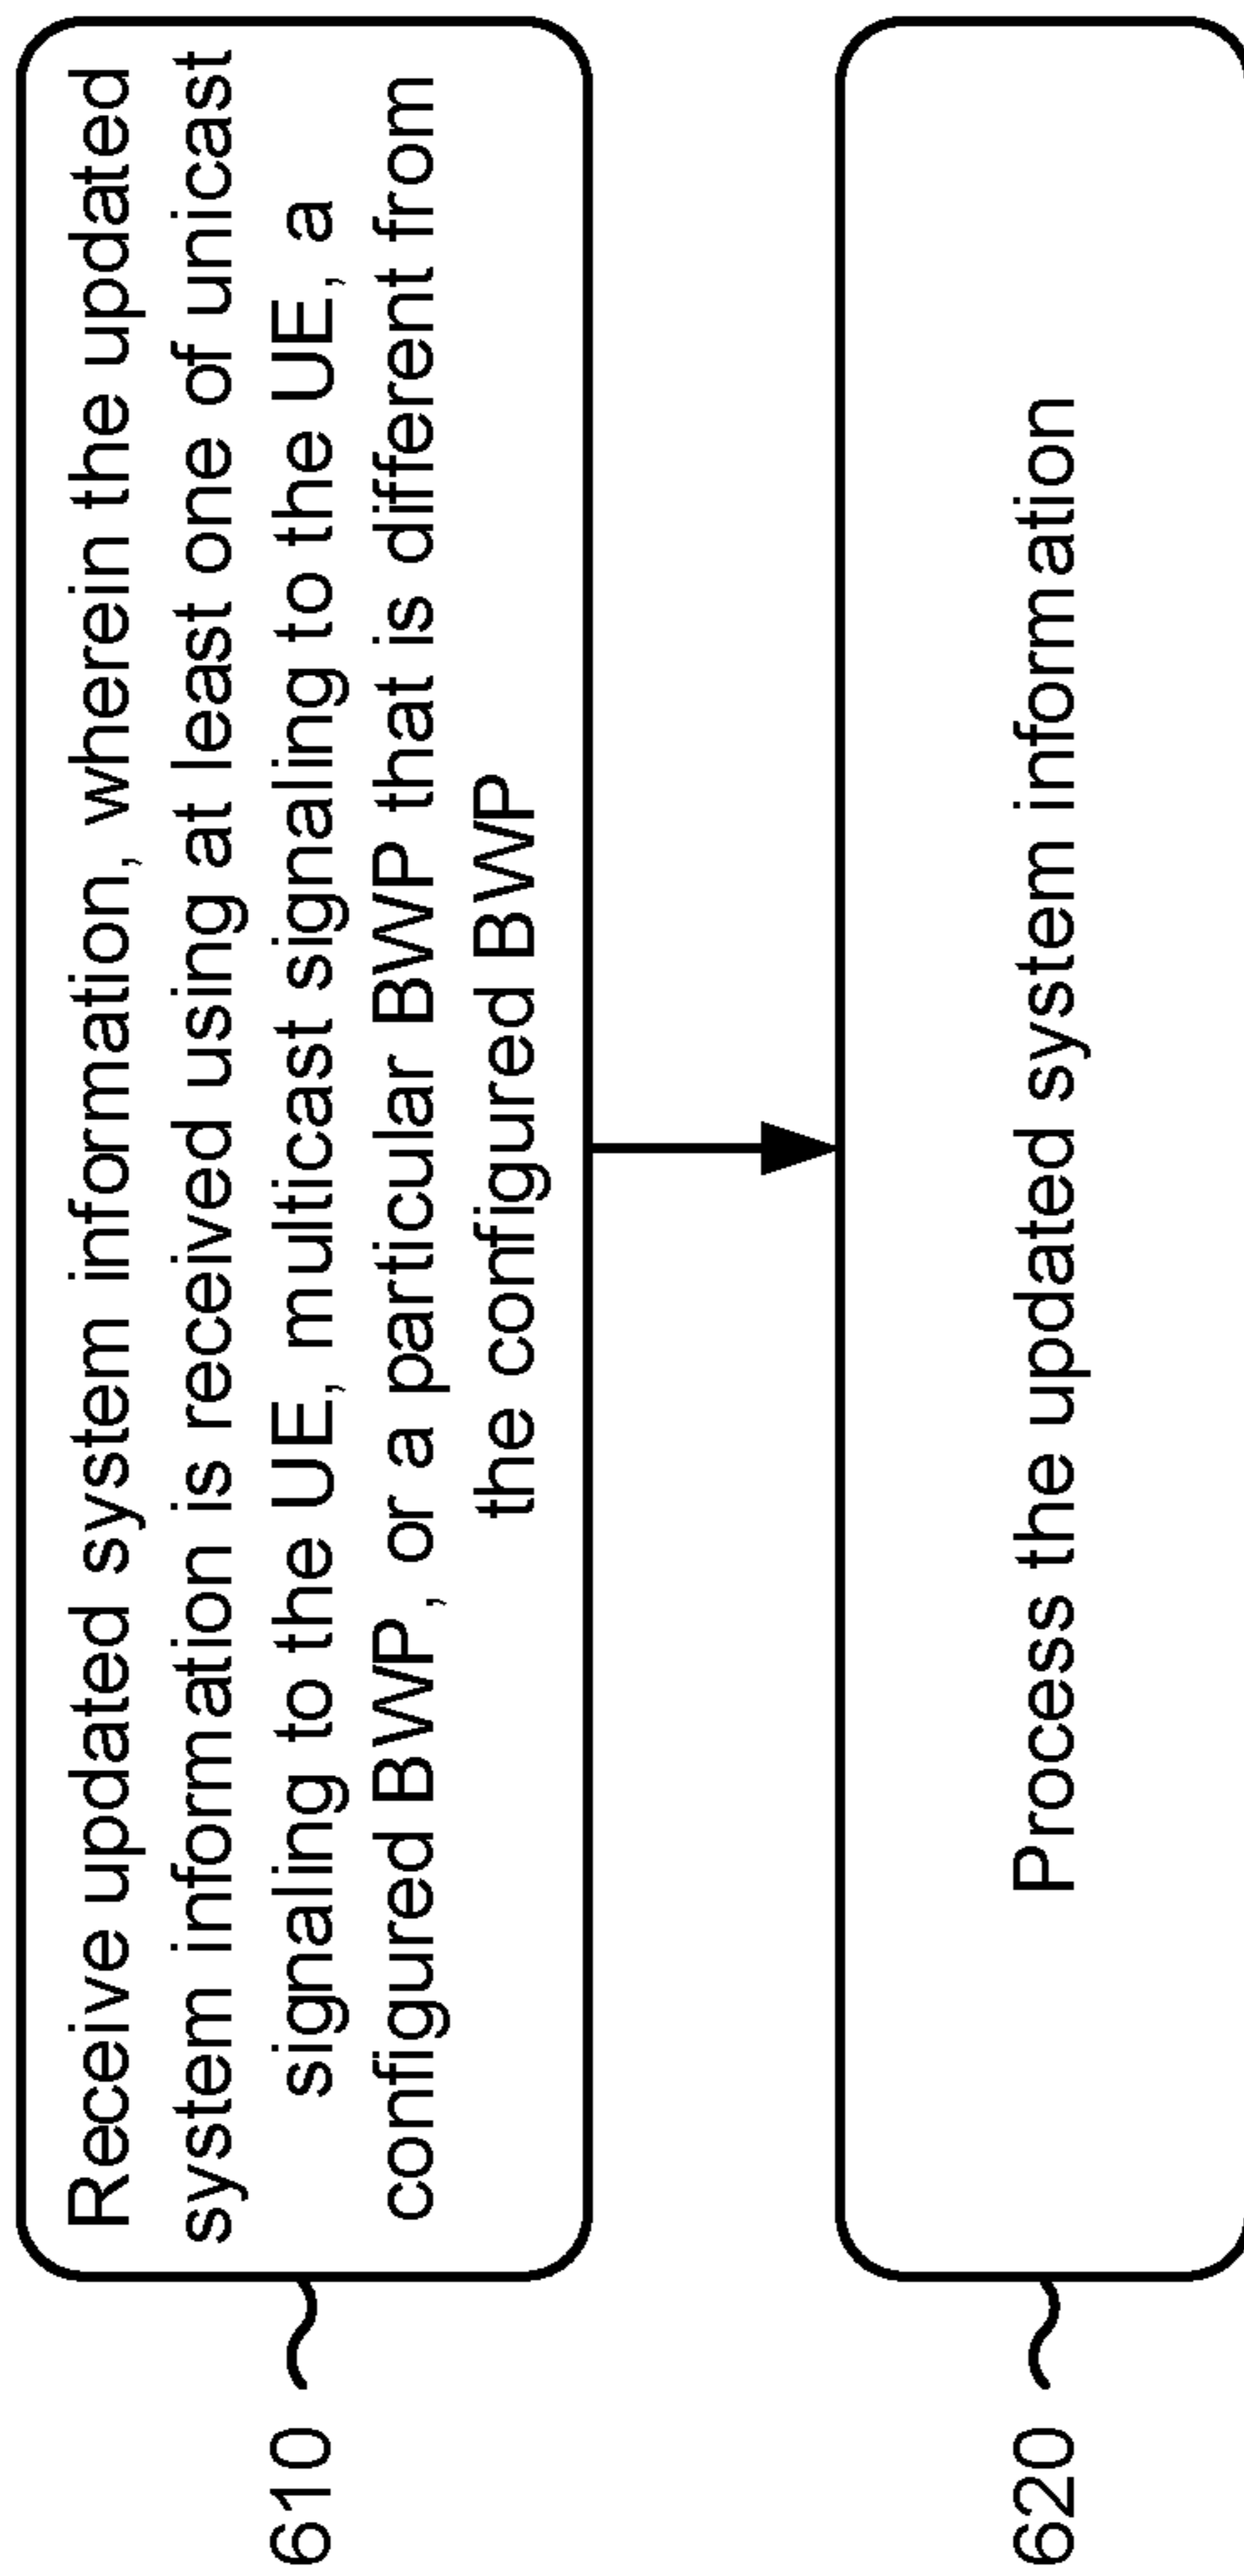 Receive updated system information, wherein the updated
system information is received using at least one of unicast
signaling to the UE, multicast signaling to the UE, a
configured BWP, or a particular BWP that is different from
the configured BWP
610
Process the updated system information
620